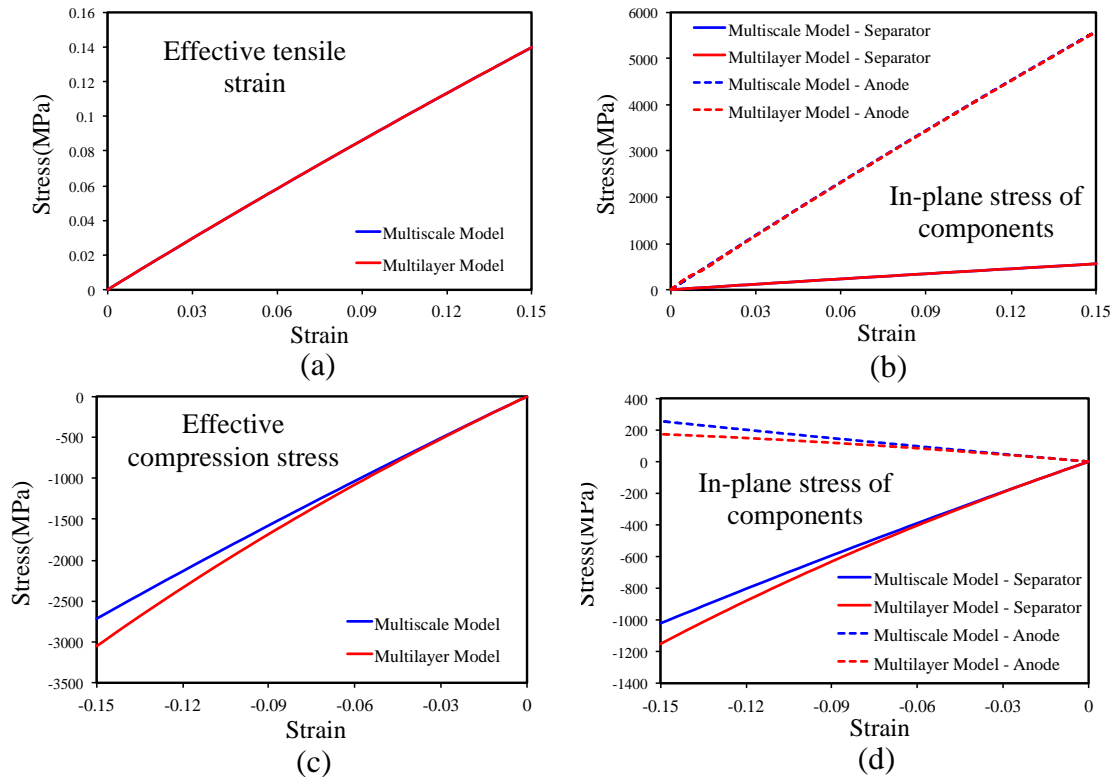 0.16
0.14
0.12
0.1
0.08
0.06
0.04
0.02
0
Stress(MPa)
Effective tensile
strain
Multiscale Model
Multilayer Model
0 0.03 0.06 0.09 0.12 0.15
Strain
(a)
6000
5000
4000
3000
2000
1000
0
Stress(MPa)
Multiscale Model - Separator
Multilayer Model - Separator
Multiscale Model - Anode
Multilayer Model - Anode
In-plane stress of
components
0 0.03 0.06 0.09 0.12 0.15
Strain
(b)
0
-500
-1000
-1500
-2000
-2500
-3000
-3500
Stress(MPa)
Effective
compression stress
Multiscale Model
Multilayer Model
-0.15 -0.12 -0.09 -0.06 -0.03 0
Strain
(c)
400
200
0
-200
-400
-600
-800
-1000
-1200
-1400
Stress(MPa)
In-plane stress of
components
Multiscale Model - Separator
Multilayer Model - Separator
Multiscale Model - Anode
Multilayer Model - Anode
-0.15 -0.12 -0.09 -0.06 -0.03 0
Strain
(d)